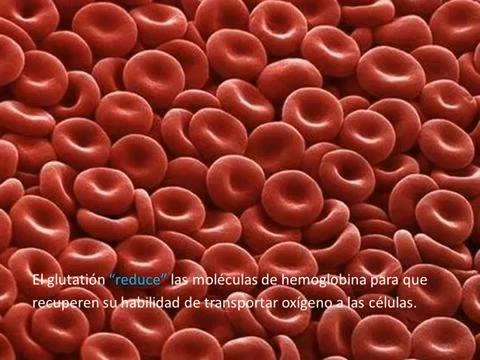 El glutatión “reduce” las moléculas de hemoglobina para que
recuperen su habilidad de transportar oxígeno a las células.